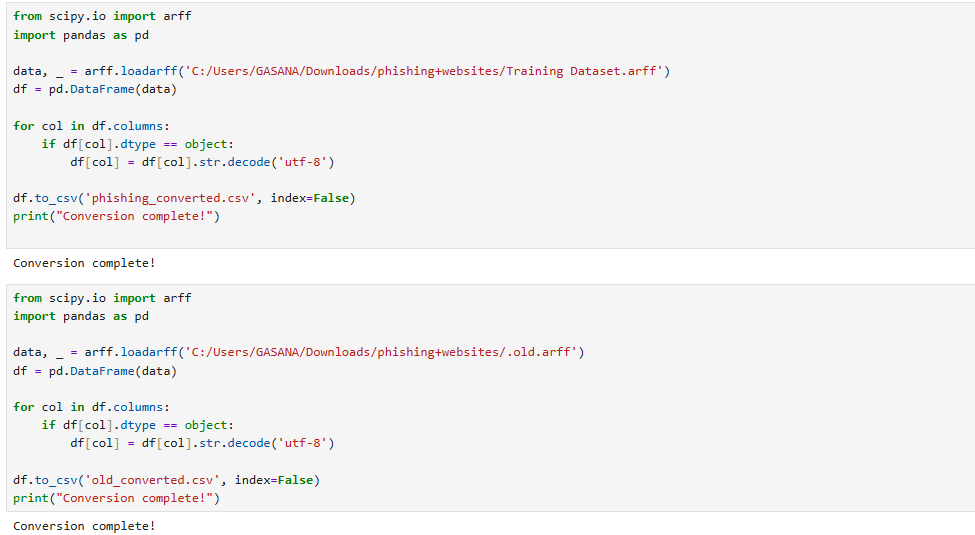 from scipy.io import arff
import pandas as pd
data, _ = arff.loadarff('C:/Users/GASANA/Downloads/phishing+websites/Training Dataset.arff')
df = pd.DataFrame(data)
for col in df.columns:
    if df[col].dtype == object:
        df[col] = df[col].str.decode('utf-8')
df.to_csv('phishing_converted.csv', index=False)
print("Conversion complete!")
Conversion complete!
from scipy.io import arff
import pandas as pd
data, _ = arff.loadarff('C:/Users/GASANA/Downloads/phishing+websites/.old.arff')
df = pd.DataFrame(data)
for col in df.columns:
    if df[col].dtype == object:
        df[col] = df[col].str.decode('utf-8')
df.to_csv('old_converted.csv', index=False)
print("Conversion complete!")
Conversion complete!